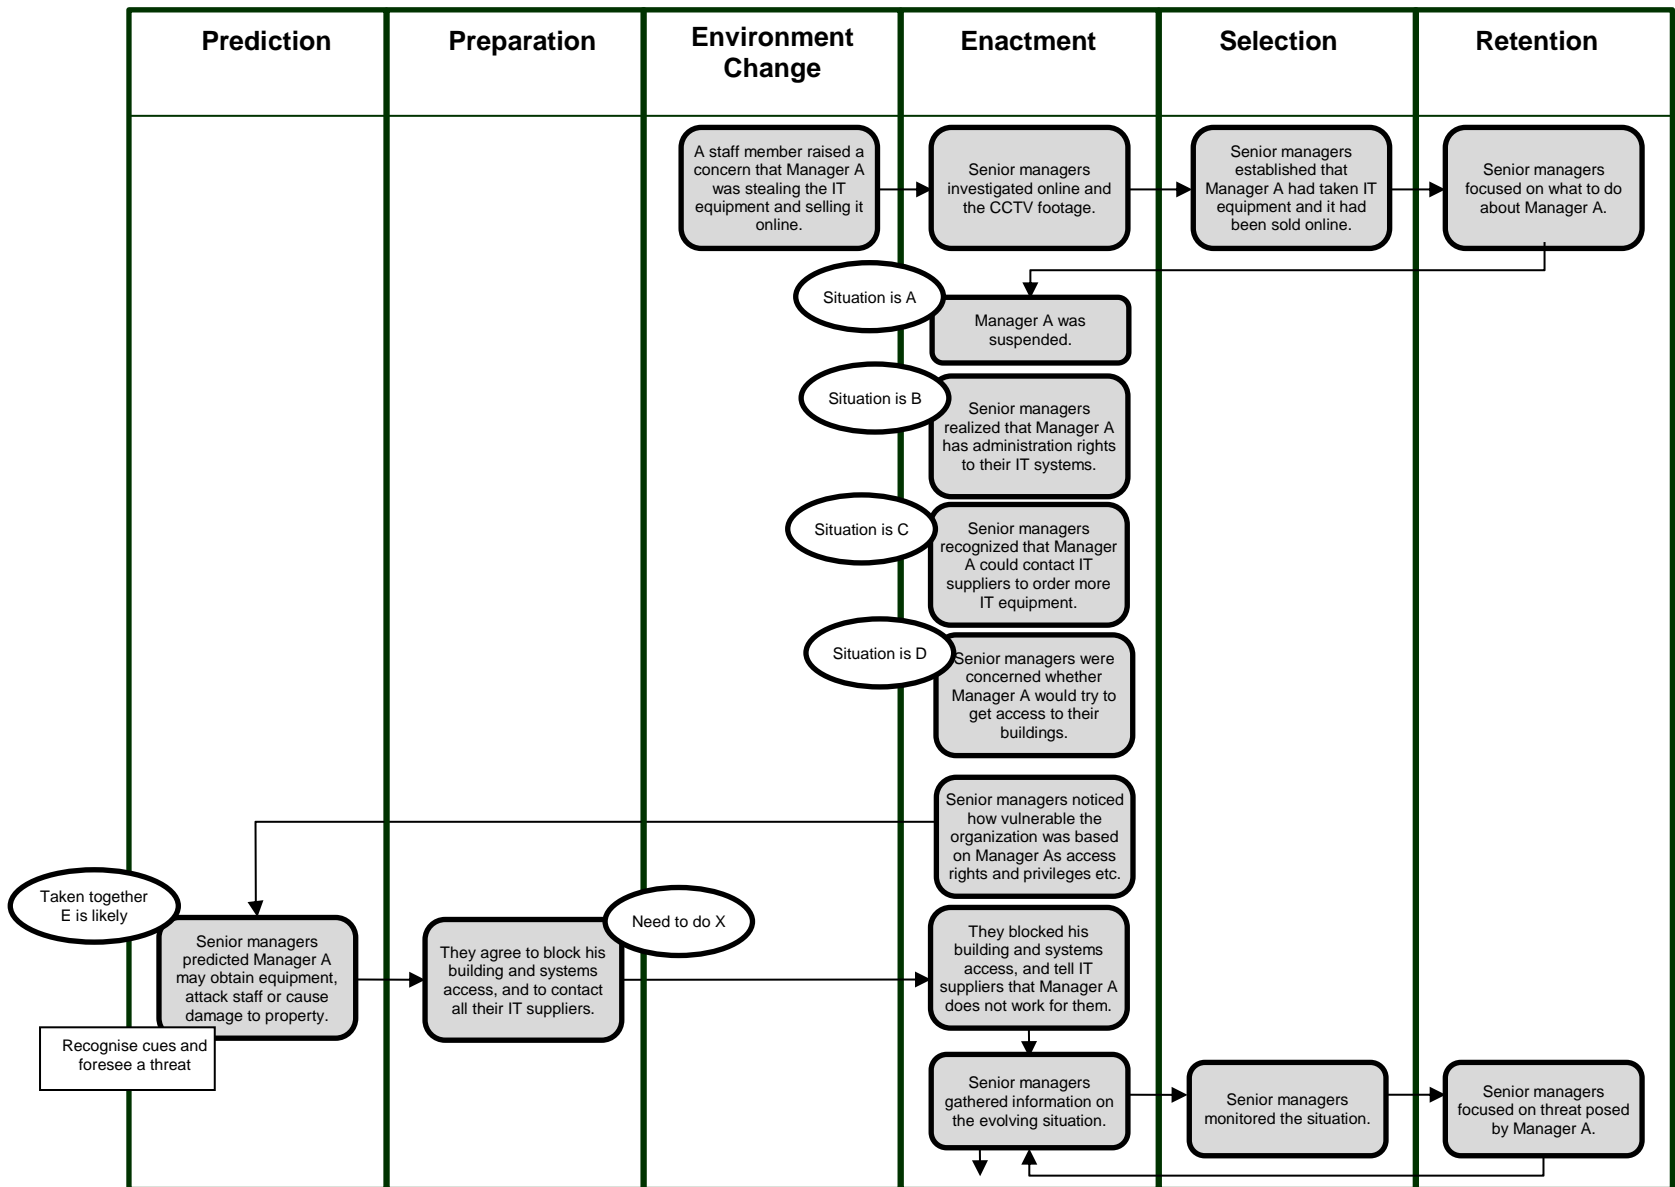 Prediction
Preparation
Environment
Change
Enactment
Selection
Retention
A staff member raised a
concern that Manager A
was stealing the IT
equipment and selling it
online.
Senior managers
investigated online and
the CCTV footage.
Senior managers
established that
Manager A had taken IT
equipment and it had
been sold online.
Senior managers
focused on what to do
about Manager A.
Situation is A
Manager A was
suspended.
Situation is B
Senior managers
realized that Manager A
has administration rights
to their IT systems.
Situation is C
Senior managers
recognized that Manager
A could contact IT
suppliers to order more
IT equipment.
Situation is D
Senior managers were
concerned whether
Manager A would try to
get access to their
buildings.
Senior managers noticed
how vulnerable the
organization was based
on Manager As access
rights and privileges etc.
Taken together
E is likely
Senior managers
predicted Manager A
may obtain equipment,
attack staff or cause
damage to property.
Recognise cues and
foresee a threat
They agree to block his
building and systems
access, and to contact
all their IT suppliers.
Need to do X
They blocked his
building and systems
access, and tell IT
suppliers that Manager A
does not work for them.
Senior managers
gathered information on
the evolving situation.
Senior managers
monitored the situation.
Senior managers
focused on threat posed
by Manager A.